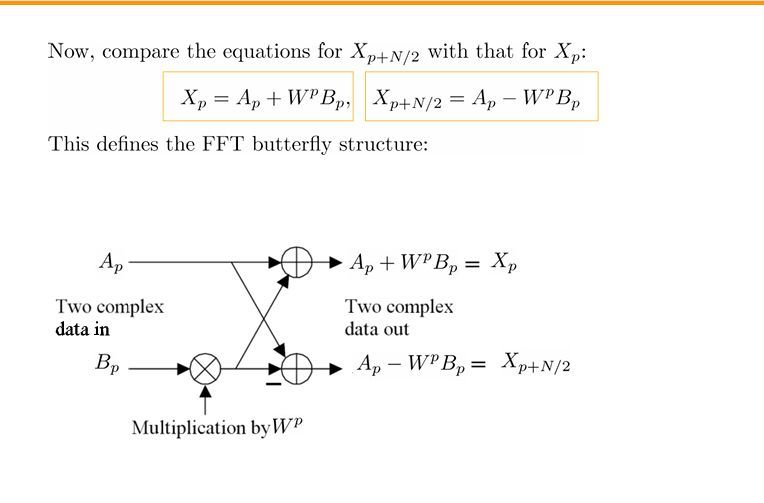 Now, compare the equations for X_{p+N/2} with that for X_p:
X_p = A_p + W^p B_p, X_{p+N/2} = A_p − W^p B_p
This defines the FFT butterfly structure:
A_p A_p + W^p B_p = X_p
Two complex data in
Two complex data out
B_p A_p − W^p B_p = X_{p+N/2}
−
Multiplication by W^p